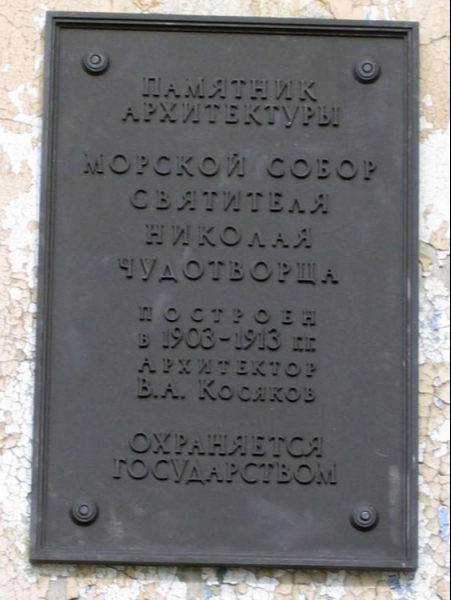 ПАМЯТНИК
АРХИТЕКТУРЫ
МОРСКОЙ СОБОР
СВЯТИТЕЛЯ
НИКОЛАЯ
ЧУДОТВОРЦА
ПОСТРОЕН
В 1903-1913 ГГ.
АРХИТЕКТОР
В.А. КОСЯКОВ
ОХРАНЯЕТСЯ
ГОСУДАРСТВОМ